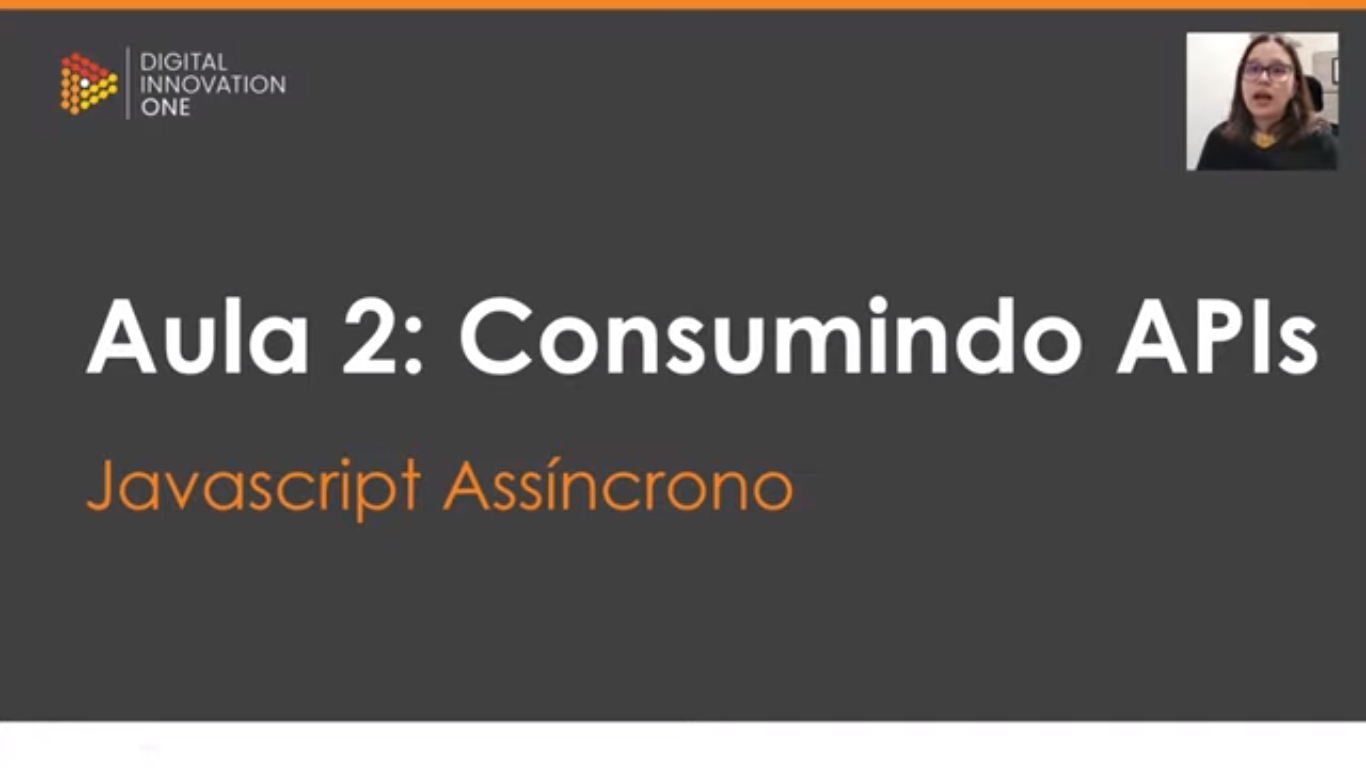 DIGITAL
INNOVATION
ONE
Aula 2: Consumindo APIs
Javascript Assíncrono